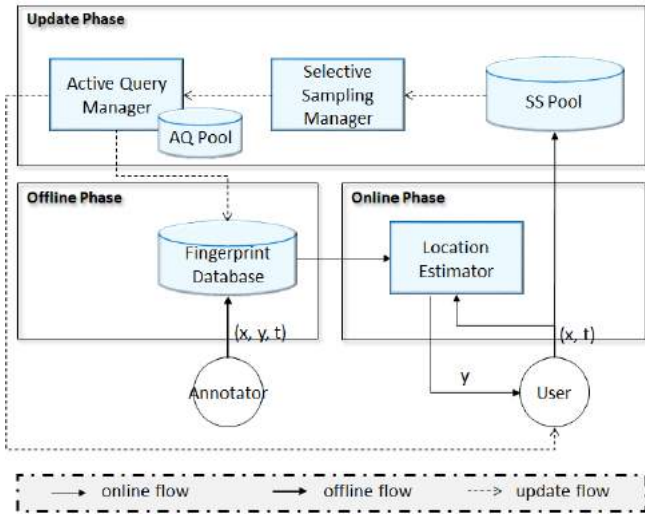 Update Phase
Active Query
Manager
AQ Pool
Selective
Sampling
Manager
SS Pool
Offline Phase
Fingerprint
Database
(x, y, t)
Annotator
Online Phase
Location
Estimator
(x, t)
y
User
online flow
offline flow
update flow